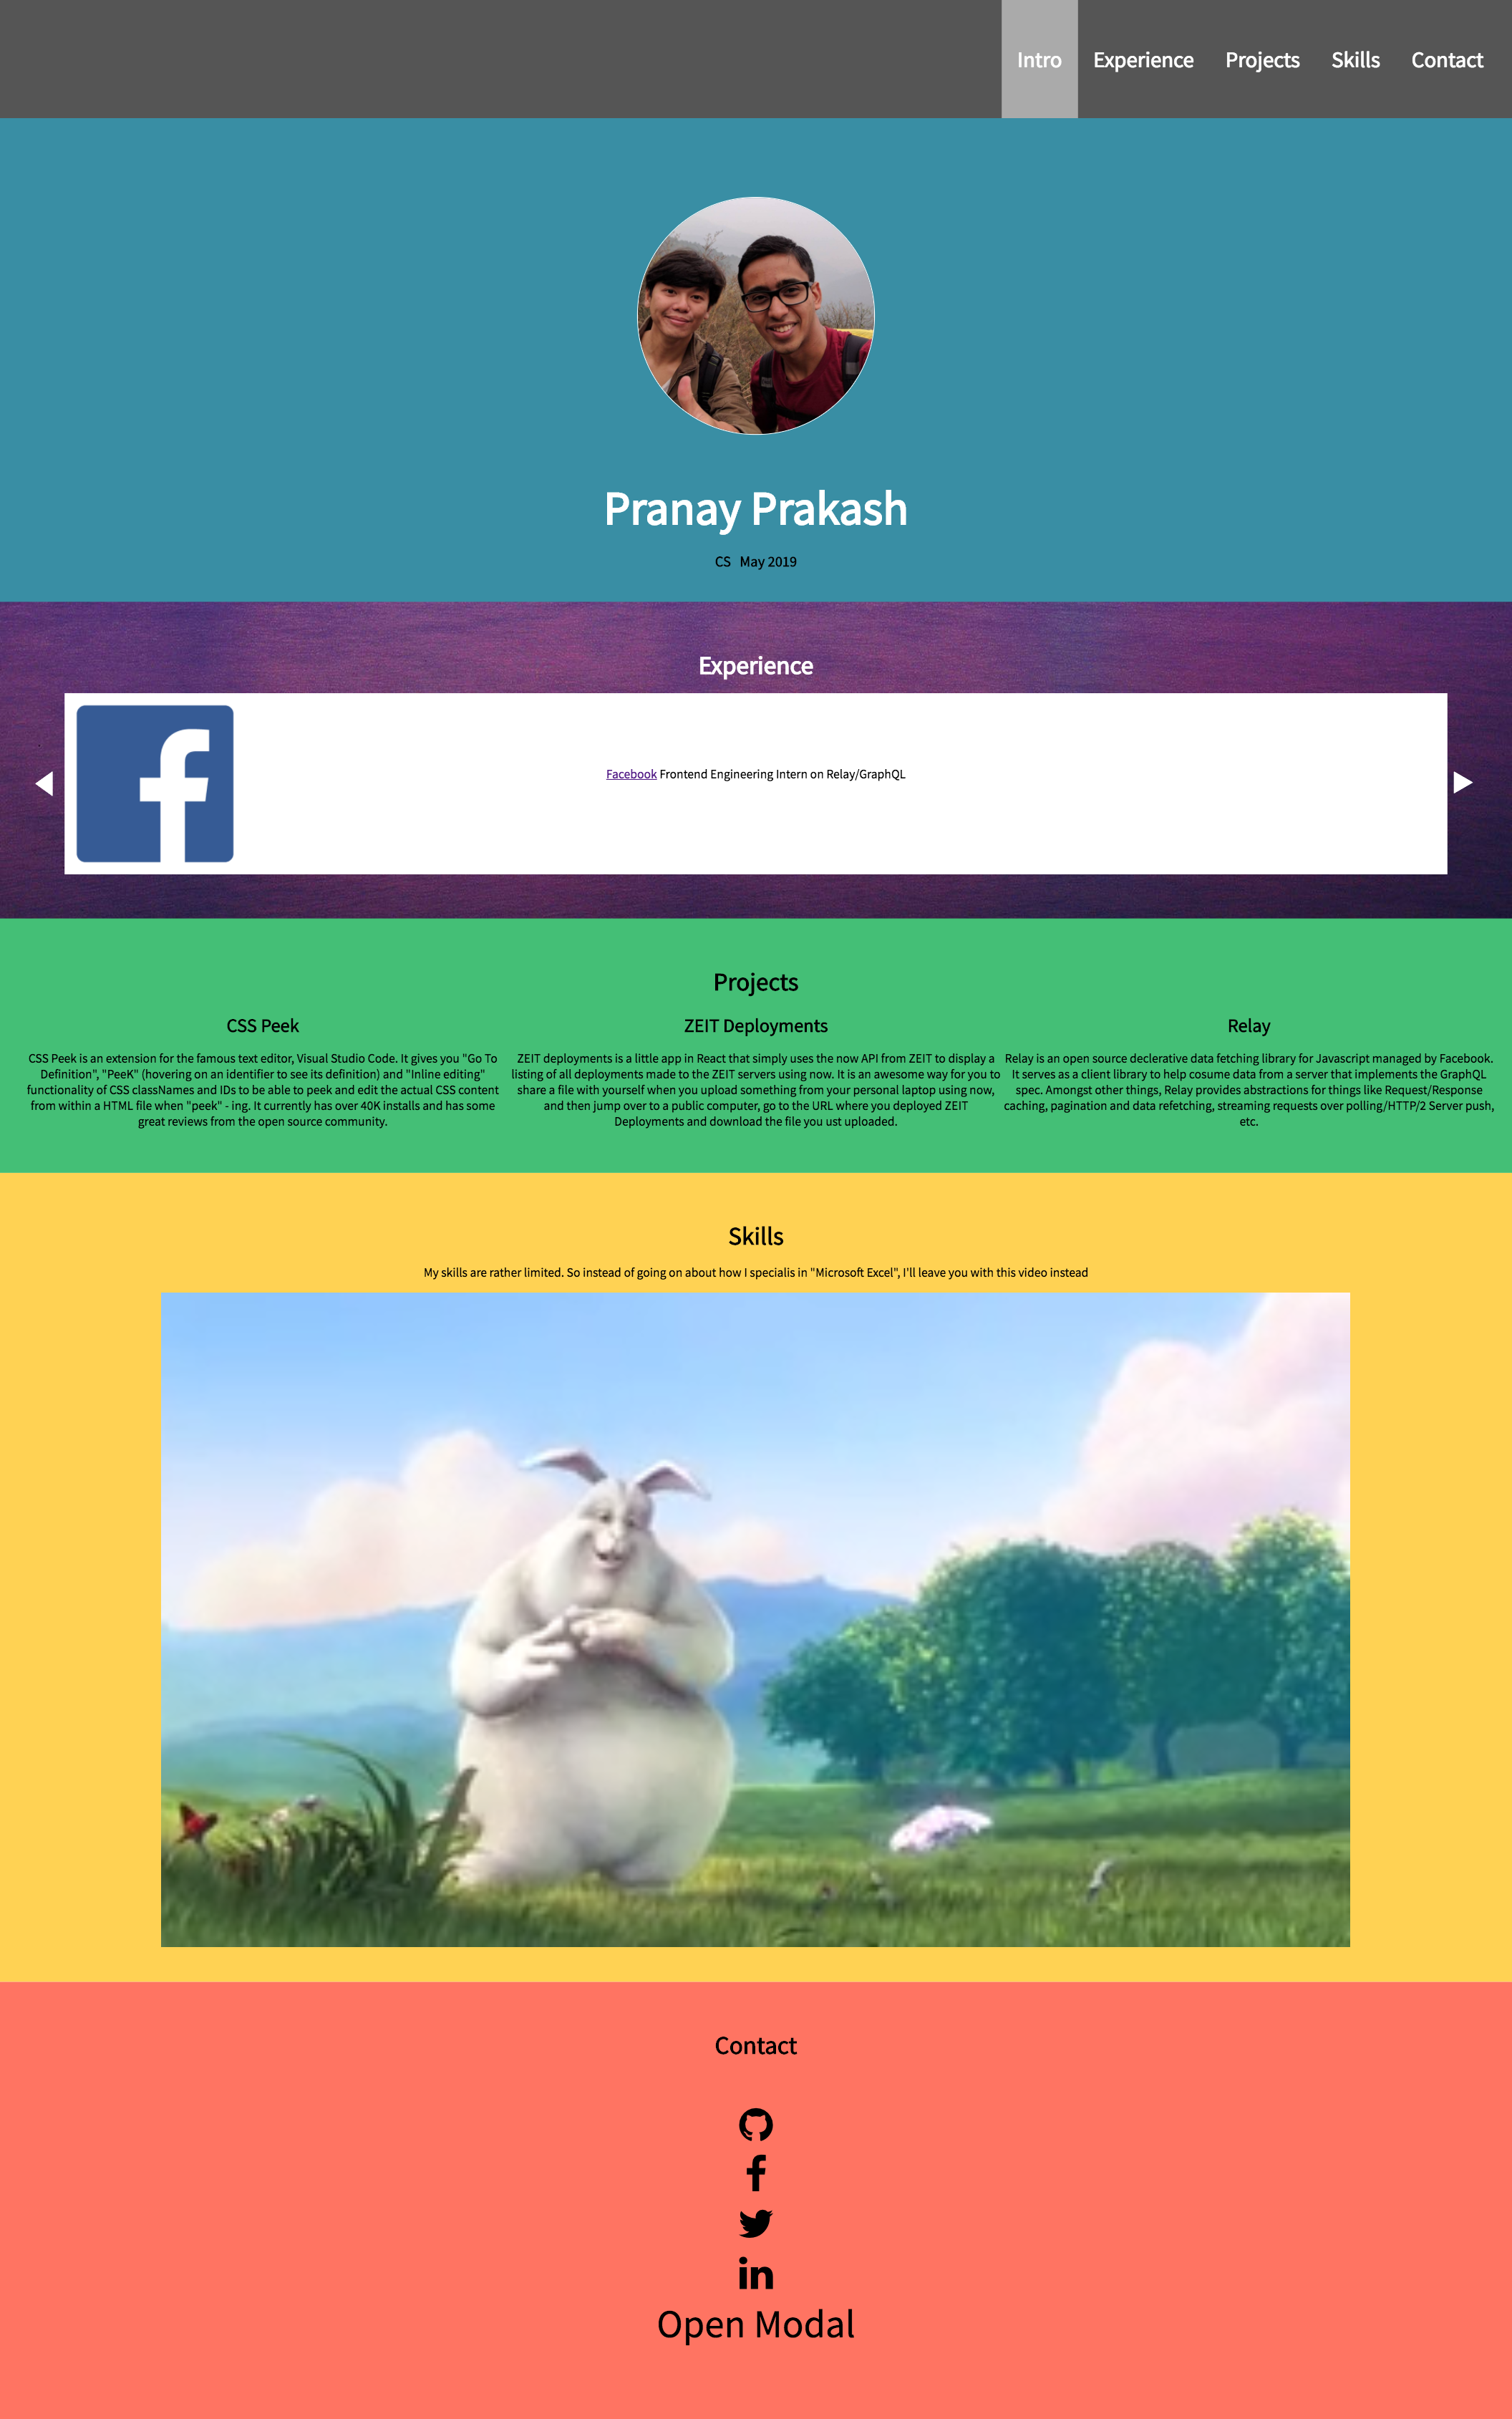 Intro Experience Projects Skills Contact
Pranay Prakash
CS May 2019
Experience
Facebook Frontend Engineering Intern on Relay/GraphQL
Projects
CSS Peek
CSS Peek is an extension for the famous text editor, Visual Studio Code. It gives you "Go To
Definition", "PeeK" (hovering on an identifier to see its definition) and "Inline editing"
functionality of CSS classNames and IDs to be able to peek and edit the actual CSS content
from within a HTML file when "peek" - ing. It currently has over 40K installs and has some
great reviews from the open source community.
ZEIT Deployments
ZEIT deployments is a little app in React that simply uses the now API from ZEIT to display a
listing of all deployments made to the ZEIT servers using now. It is an awesome way for you to
share a file with yourself when you upload something from your personal laptop using now,
and then jump over to a public computer, go to the URL where you deployed ZEIT
Deployments and download the file you ust uploaded.
Relay
Relay is an open source declerative data fetching library for Javascript managed by Facebook.
It serves as a client library to help cosume data from a server that implements the GraphQL
spec. Amongst other things, Relay provides abstractions for things like Request/Response
caching, pagination and data refetching, streaming requests over polling/HTTP/2 Server push,
etc.
Skills
My skills are rather limited. So instead of going on about how I specialis in "Microsoft Excel", I'll leave you with this video instead
Contact
Open Modal